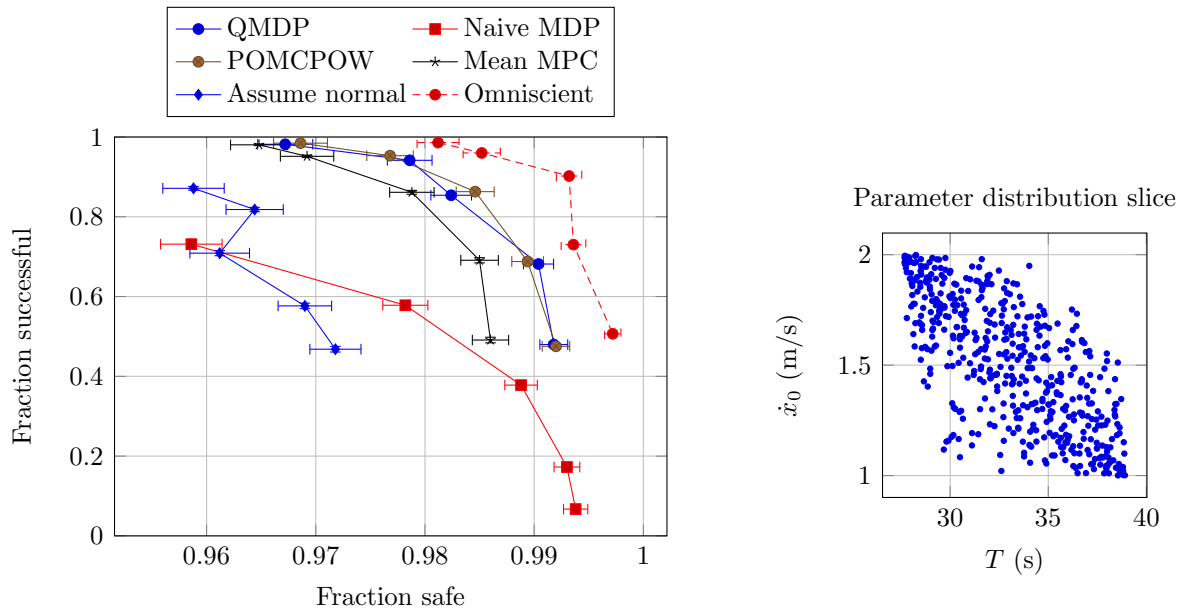 QMDP Naive MDP
POMCPOW Mean MPC
Assume normal Omniscient
1
0.8
0.6
0.4
0.2
0
Fraction successful
0.96 0.97 0.98 0.99 1
Fraction safe
Parameter distribution slice
2
1.5
1
ẋ₀ (m/s)
30 35 40
T (s)